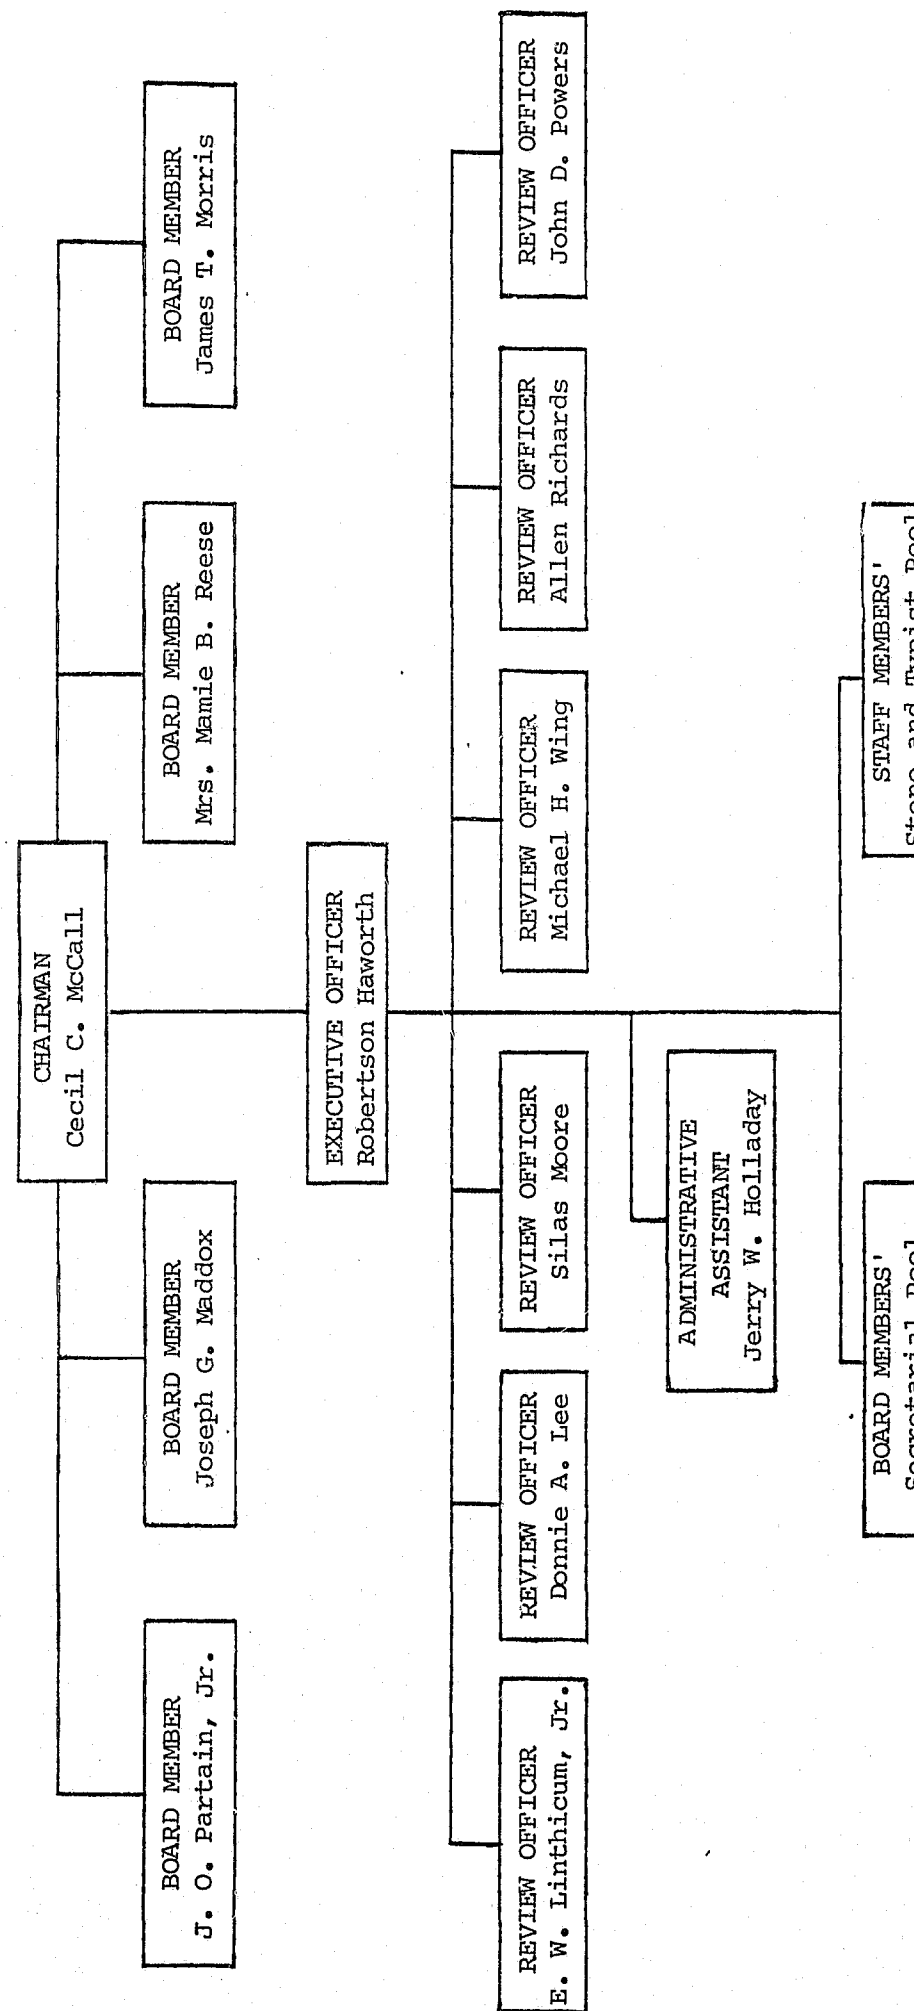 CHAIRMAN
Cecil C. McCall
BOARD MEMBER
J. O. Partain, Jr.
BOARD MEMBER
Joseph G. Maddox
BOARD MEMBER
Mrs. Mamie B. Reese
BOARD MEMBER
James T. Morris
EXECUTIVE OFFICER
Robertson Haworth
REVIEW OFFICER
E. W. Linthicum, Jr.
REVIEW OFFICER
Donnie A. Lee
REVIEW OFFICER
Silas Moore
REVIEW OFFICER
Michael H. Wing
REVIEW OFFICER
Allen Richards
REVIEW OFFICER
John D. Powers
ADMINISTRATIVE
ASSISTANT
Jerry W. Holladay
BOARD MEMBERS'
Secretarial Pool
STAFF MEMBERS'
Steno and Typist Pool